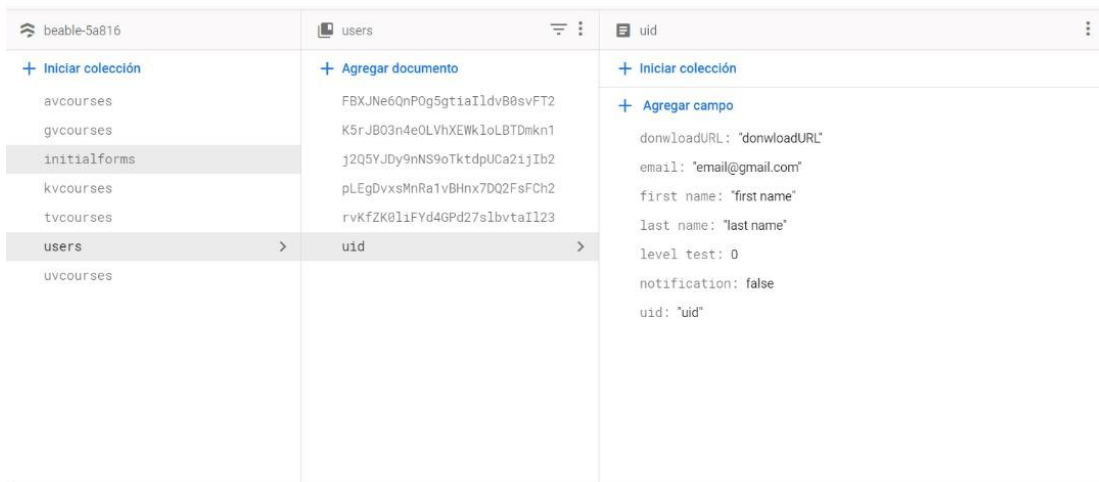 beable-5a816
Iniciar colección
avcourses
gvcourses
initialforms
kvcourses
tvcourses
users
uvcourses
users
Agregar documento
FBXJNe6QnPOg5gtiaIldvB0svFT2
K5rJBO3n4eOLVhXEWkloLBTDmkn1
j2Q5YJDy9nNS9oTktdpUCa2ijIb2
pLEgDvxsMnRa1vBHnx7DQ2FsFCh2
rvKfZK0liFYd4GPd27slbvtaIl23
uid
uid
Iniciar colección
Agregar campo
donwloadURL: "donwloadURL"
email: "email@gmail.com"
first name: "first name"
last name: "last name"
level test: 0
notification: false
uid: "uid"